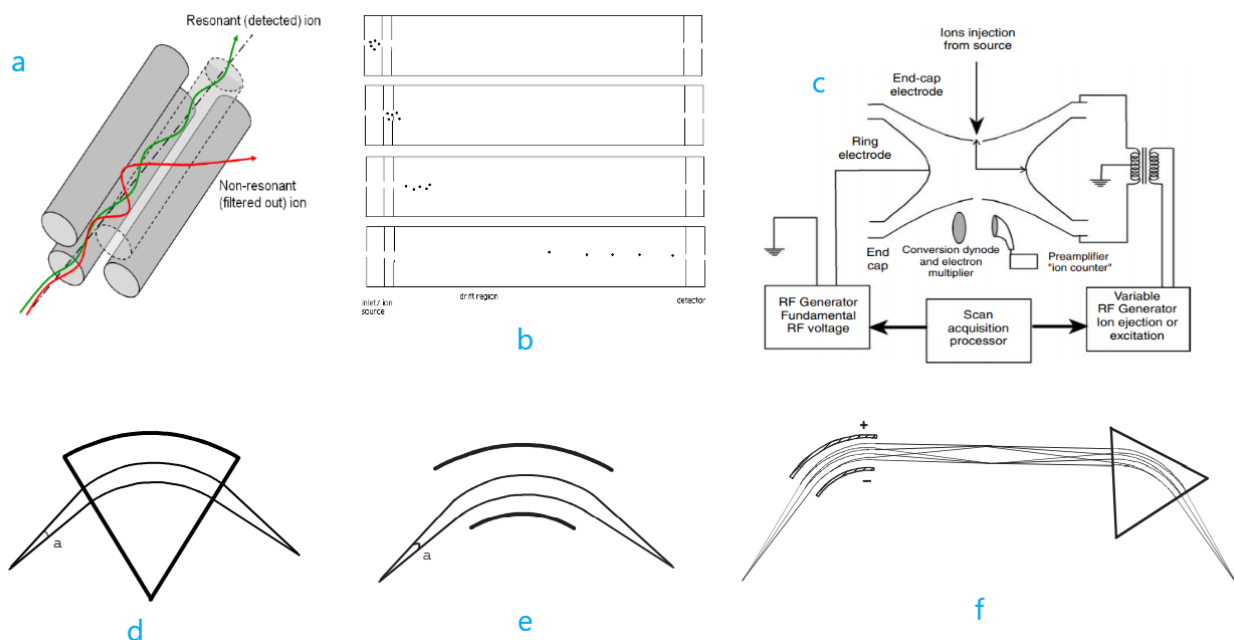 a
Resonant (detected) ion
Non-resonant
(filtered out) ion
inlet/ ion
source
drift region
detector
b
c
Ions injection
from source
End-cap
electrode
Ring
electrode
End
cap
Conversion dynode
and electron
multiplier
Preamplifier
"ion counter"
RF Generator
Fundamental
RF voltage
Scan
acquisition
processor
Variable
RF Generator
Ion ejection or
excitation
a
d
a
e
+
−
f